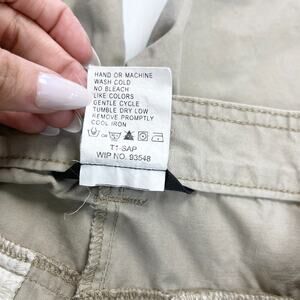 HAND OR MACHINE
WASH COLD
NO BLEACH
LIKE COLORS
GENTLE CYCLE
TUMBLE DRY LOW
REMOVE PROMPTLY
COOL IRON
OR
T1-SAP
WIP NO. 93548